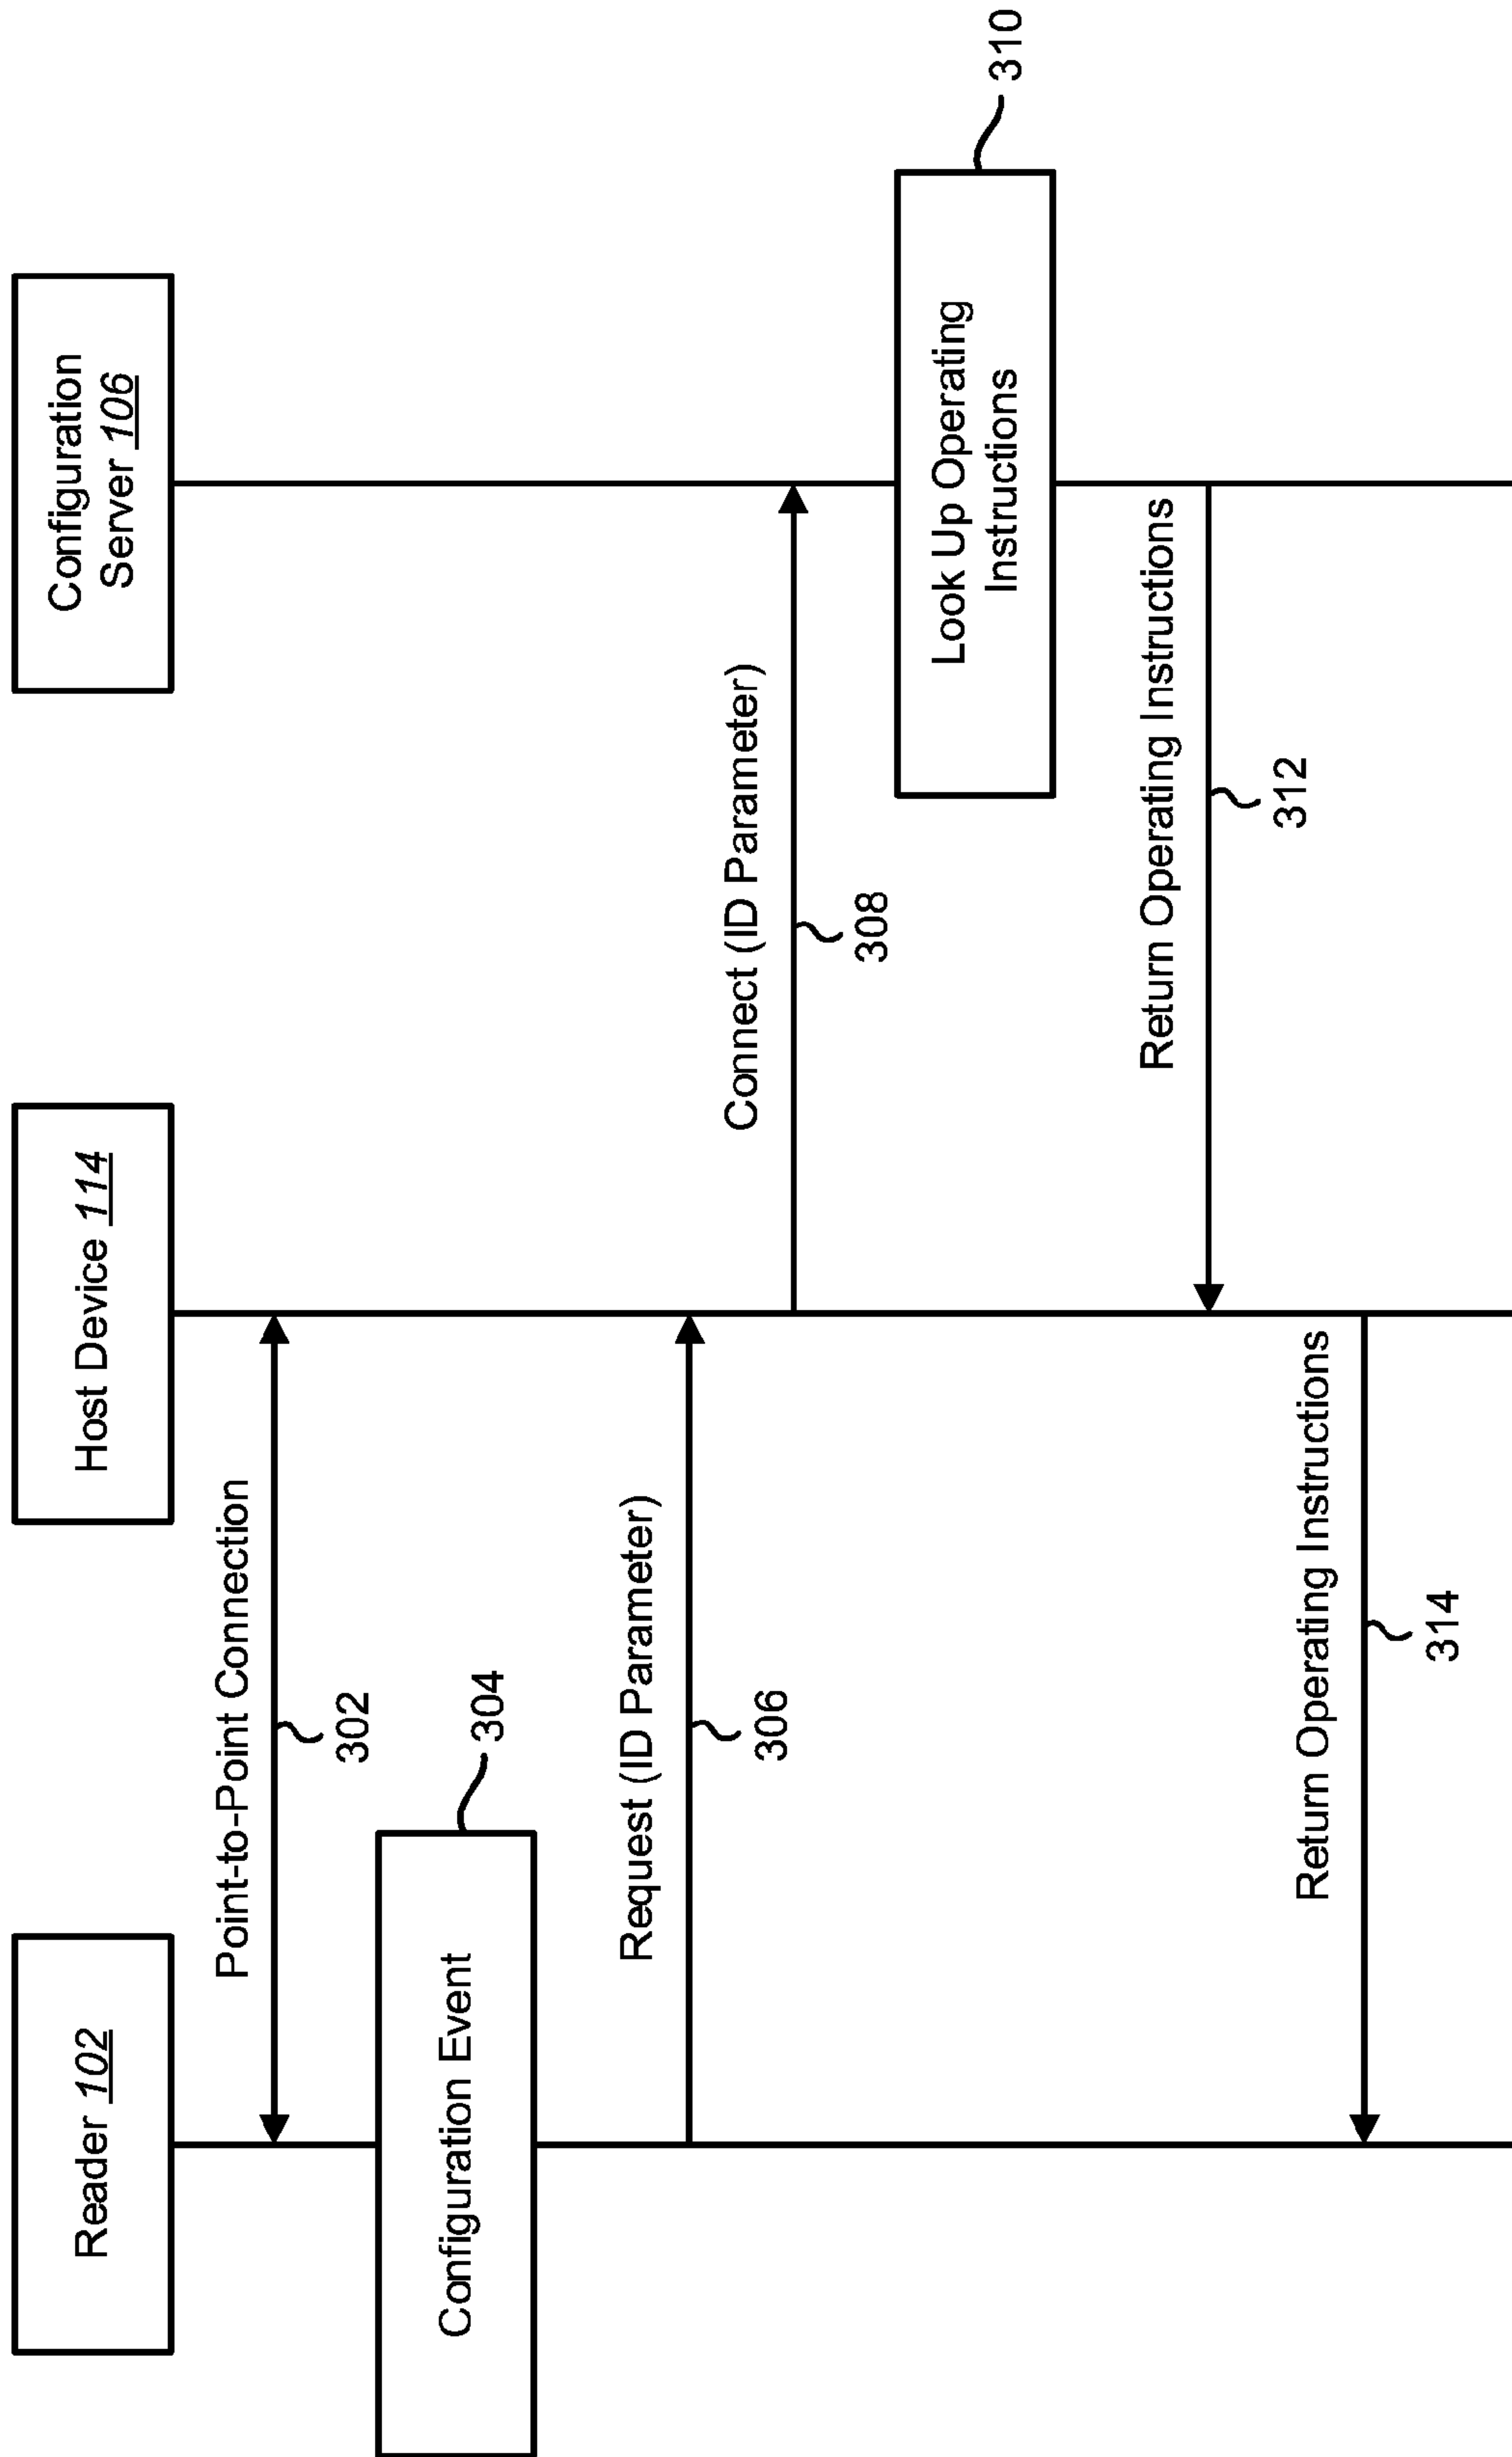 Reader 102
Host Device 114
Configuration
Server 106
Point-to-Point Connection
302
304
Configuration Event
Request (ID Parameter)
306
Connect (ID Parameter)
308
310
Look Up Operating
Instructions
Return Operating Instructions
312
Return Operating Instructions
314